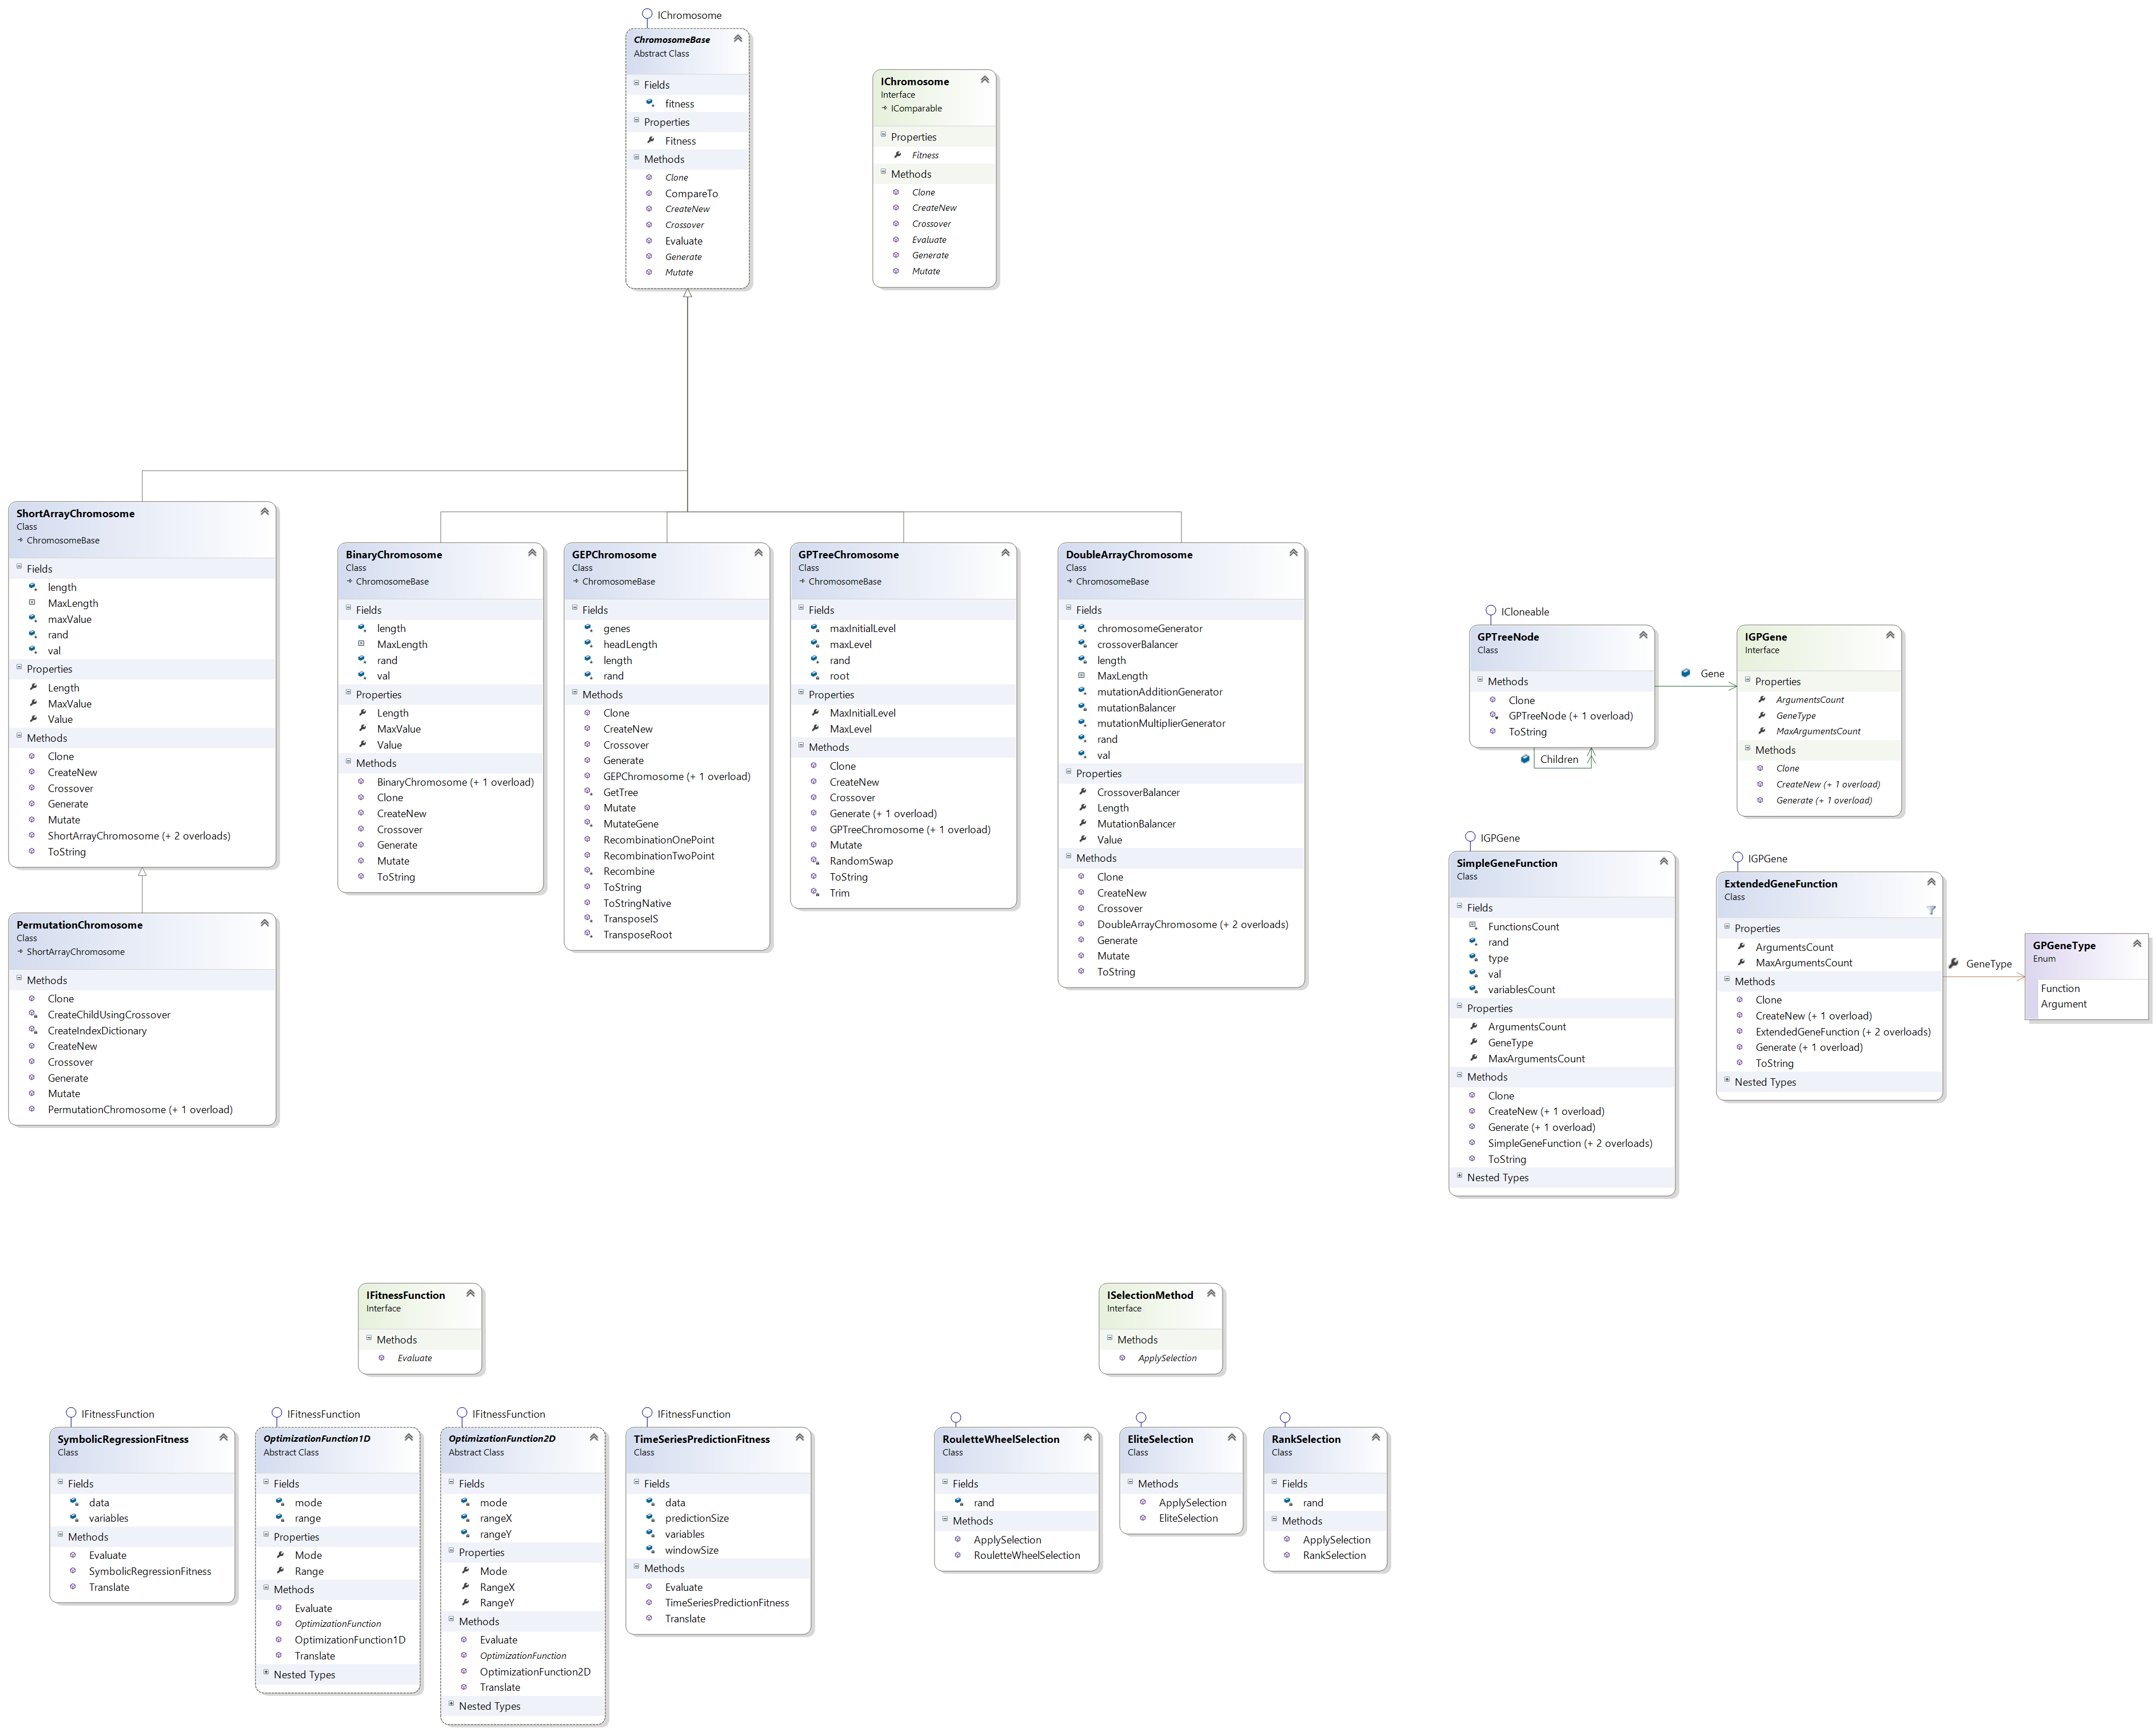 IChromosome
ChromosomeBase
Abstract Class
Fields
fitness
Properties
Fitness
Methods
Clone
CompareTo
CreateNew
Crossover
Evaluate
Generate
Mutate
IChromosome
Interface
IComparable
Properties
Fitness
Methods
Clone
CreateNew
Crossover
Evaluate
Generate
Mutate
ShortArrayChromosome
Class
ChromosomeBase
Fields
length
MaxLength
maxValue
rand
val
Properties
Length
MaxValue
Value
Methods
Clone
CreateNew
Crossover
Generate
Mutate
ShortArrayChromosome (+ 2 overloads)
ToString
BinaryChromosome
Class
ChromosomeBase
Fields
length
MaxLength
rand
val
Properties
Length
MaxValue
Value
Methods
BinaryChromosome (+ 1 overload)
Clone
CreateNew
Crossover
Generate
Mutate
ToString
GEPChromosome
Class
ChromosomeBase
Fields
genes
headLength
length
rand
Methods
Clone
CreateNew
Crossover
Generate
GEPChromosome (+ 1 overload)
GetTree
Mutate
MutateGene
RecombinationOnePoint
RecombinationTwoPoint
Recombine
ToString
ToStringNative
TransposeIS
TransposeRoot
GPTreeChromosome
Class
ChromosomeBase
Fields
maxInitialLevel
maxLevel
rand
root
Properties
MaxInitialLevel
MaxLevel
Methods
Clone
CreateNew
Crossover
Generate (+ 1 overload)
GPTreeChromosome (+ 1 overload)
Mutate
RandomSwap
ToString
Trim
DoubleArrayChromosome
Class
ChromosomeBase
Fields
chromosomeGenerator
crossoverBalancer
length
MaxLength
mutationAdditionGenerator
mutationBalancer
mutationMultiplierGenerator
rand
val
Properties
CrossoverBalancer
Length
MutationBalancer
Value
Methods
Clone
CreateNew
Crossover
DoubleArrayChromosome (+ 2 overloads)
Generate
Mutate
ToString
PermutationChromosome
Class
ShortArrayChromosome
Methods
Clone
CreateChildUsingCrossover
CreateIndexDictionary
CreateNew
Crossover
Generate
Mutate
PermutationChromosome (+ 1 overload)
ICloneable
GPTreeNode
Class
Methods
Clone
GPTreeNode (+ 1 overload)
ToString
Gene
Children
IGPGene
Interface
Properties
ArgumentsCount
GeneType
MaxArgumentsCount
Methods
Clone
CreateNew (+ 1 overload)
Generate (+ 1 overload)
IGPGene
SimpleGeneFunction
Class
Fields
FunctionsCount
rand
type
val
variablesCount
Properties
ArgumentsCount
GeneType
MaxArgumentsCount
Methods
Clone
CreateNew (+ 1 overload)
Generate (+ 1 overload)
SimpleGeneFunction (+ 2 overloads)
ToString
Nested Types
IGPGene
ExtendedGeneFunction
Class
Properties
ArgumentsCount
MaxArgumentsCount
Methods
Clone
CreateNew (+ 1 overload)
ExtendedGeneFunction (+ 2 overloads)
Generate (+ 1 overload)
ToString
Nested Types
GeneType
GPGeneType
Enum
Function
Argument
IFitnessFunction
Interface
Methods
Evaluate
ISelectionMethod
Interface
Methods
ApplySelection
IFitnessFunction
SymbolicRegressionFitness
Class
Fields
data
variables
Methods
Evaluate
SymbolicRegressionFitness
Translate
IFitnessFunction
OptimizationFunction1D
Abstract Class
Fields
mode
range
Properties
Mode
Range
Methods
Evaluate
OptimizationFunction
OptimizationFunction1D
Translate
Nested Types
IFitnessFunction
OptimizationFunction2D
Abstract Class
Fields
mode
rangeX
rangeY
Properties
Mode
RangeX
RangeY
Methods
Evaluate
OptimizationFunction
OptimizationFunction2D
Translate
Nested Types
IFitnessFunction
TimeSeriesPredictionFitness
Class
Fields
data
predictionSize
variables
windowSize
Methods
Evaluate
TimeSeriesPredictionFitness
Translate
RouletteWheelSelection
Class
Fields
rand
Methods
ApplySelection
RouletteWheelSelection
EliteSelection
Class
Methods
ApplySelection
EliteSelection
RankSelection
Class
Fields
rand
Methods
ApplySelection
RankSelection